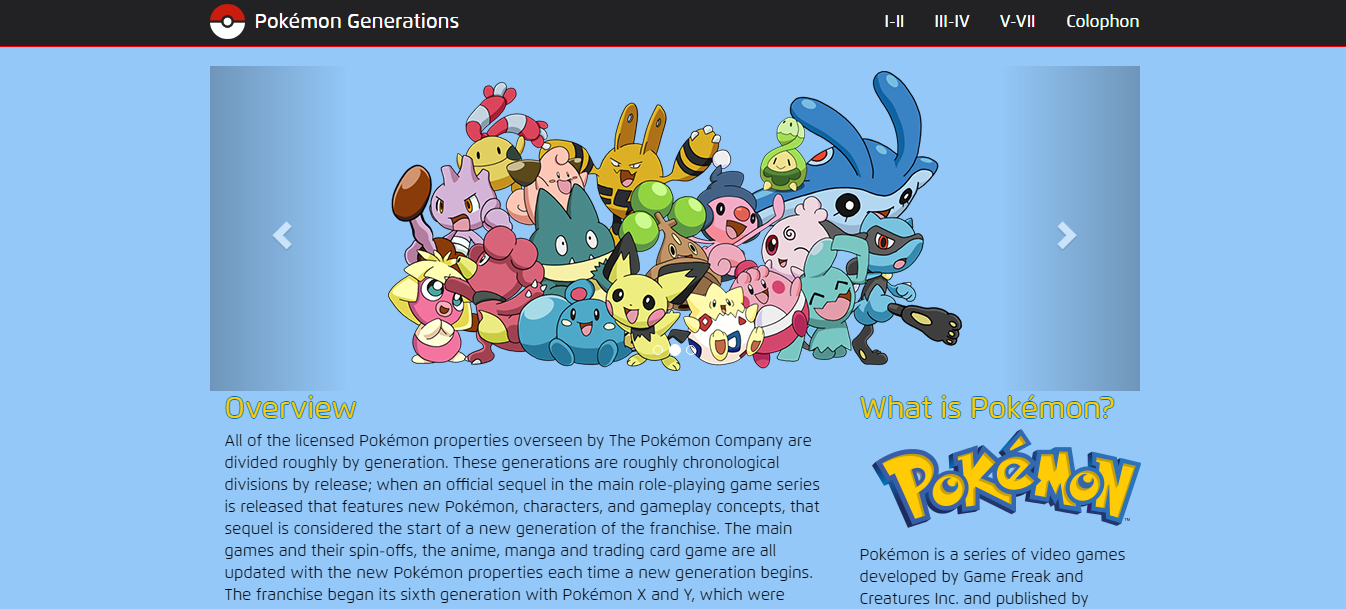 Pokémon Generations
I-II III-IV V-VII Colophon
Overview
All of the licensed Pokémon properties overseen by The Pokémon Company are
divided roughly by generation. These generations are roughly chronological
divisions by release; when an official sequel in the main role-playing game series
is released that features new Pokémon, characters, and gameplay concepts, that
sequel is considered the start of a new generation of the franchise. The main
games and their spin-offs, the anime, manga and trading card game are all
updated with the new Pokémon properties each time a new generation begins.
The franchise began its sixth generation with Pokémon X and Y, which were
What is Pokémon?
POKéMON
TM
Pokémon is a series of video games
developed by Game Freak and
Creatures Inc. and published by